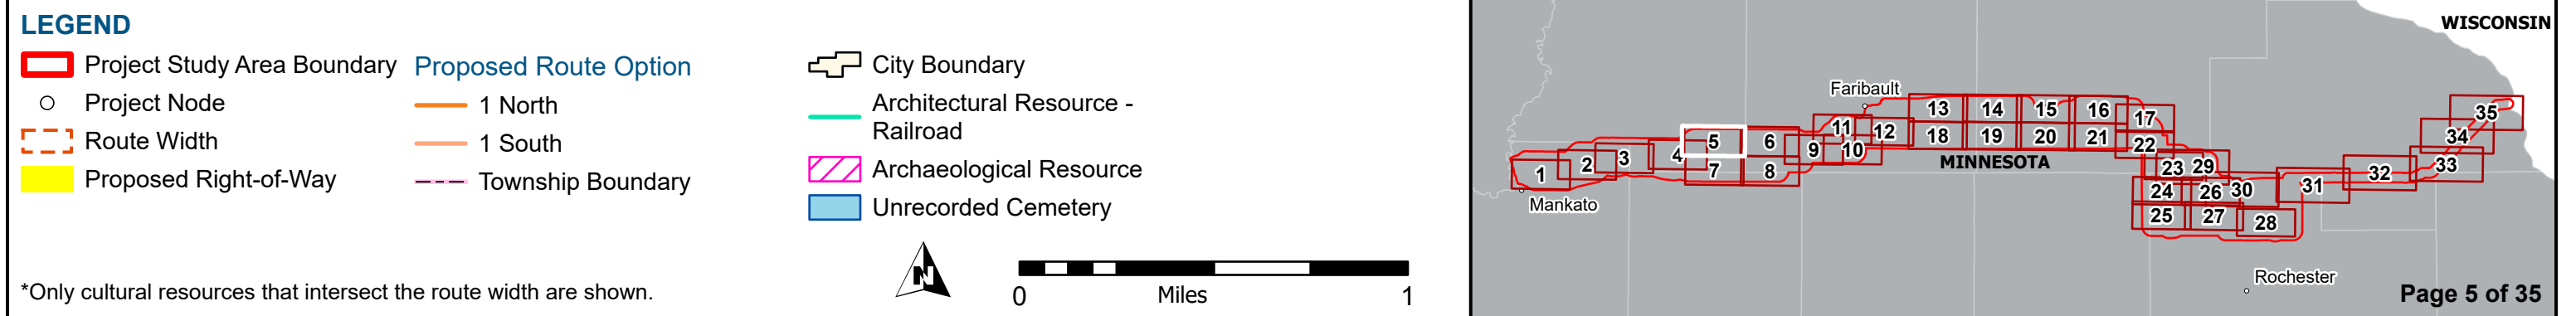 LEGEND
Project Study Area Boundary
Project Node
Route Width
Proposed Right-of-Way
Proposed Route Option
1 North
1 South
Township Boundary
City Boundary
Architectural Resource -
Railroad
Archaeological Resource
Unrecorded Cemetery
*Only cultural resources that intersect the route width are shown.
N
0 Miles 1
WISCONSIN
Faribault
13 14 15 16 17
35
11 12
5 6
18 19 20 21
34
4
9 10
22
MINNESOTA
1 2 3
7 8
23 29
32 33
24 26 30 31
Mankato
25 27 28
Rochester
Page 5 of 35